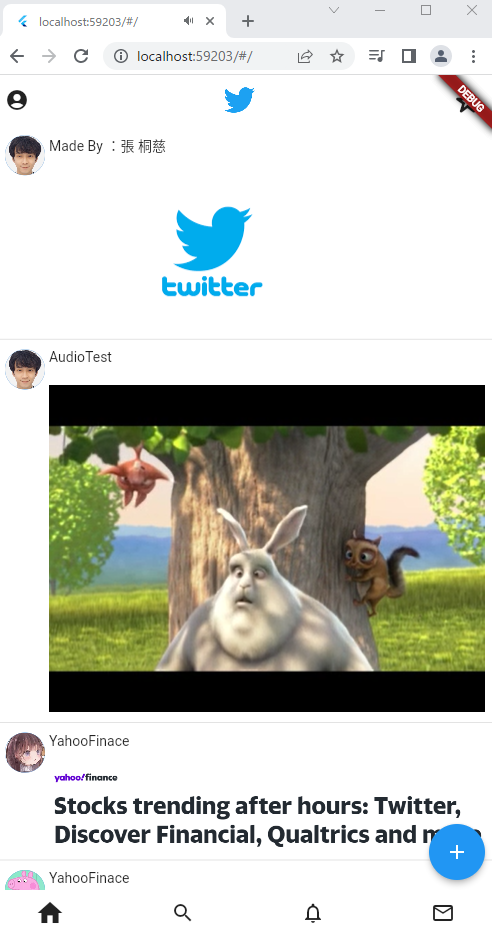 localhost:59203/#/
localhost:59203/#/
DEBUG
Made By ：張 桐慈
twitter
AudioTest
YahooFinace
yahoo!finance
Stocks trending after hours: Twitter,
Discover Financial, Qualtrics and
YahooFinace